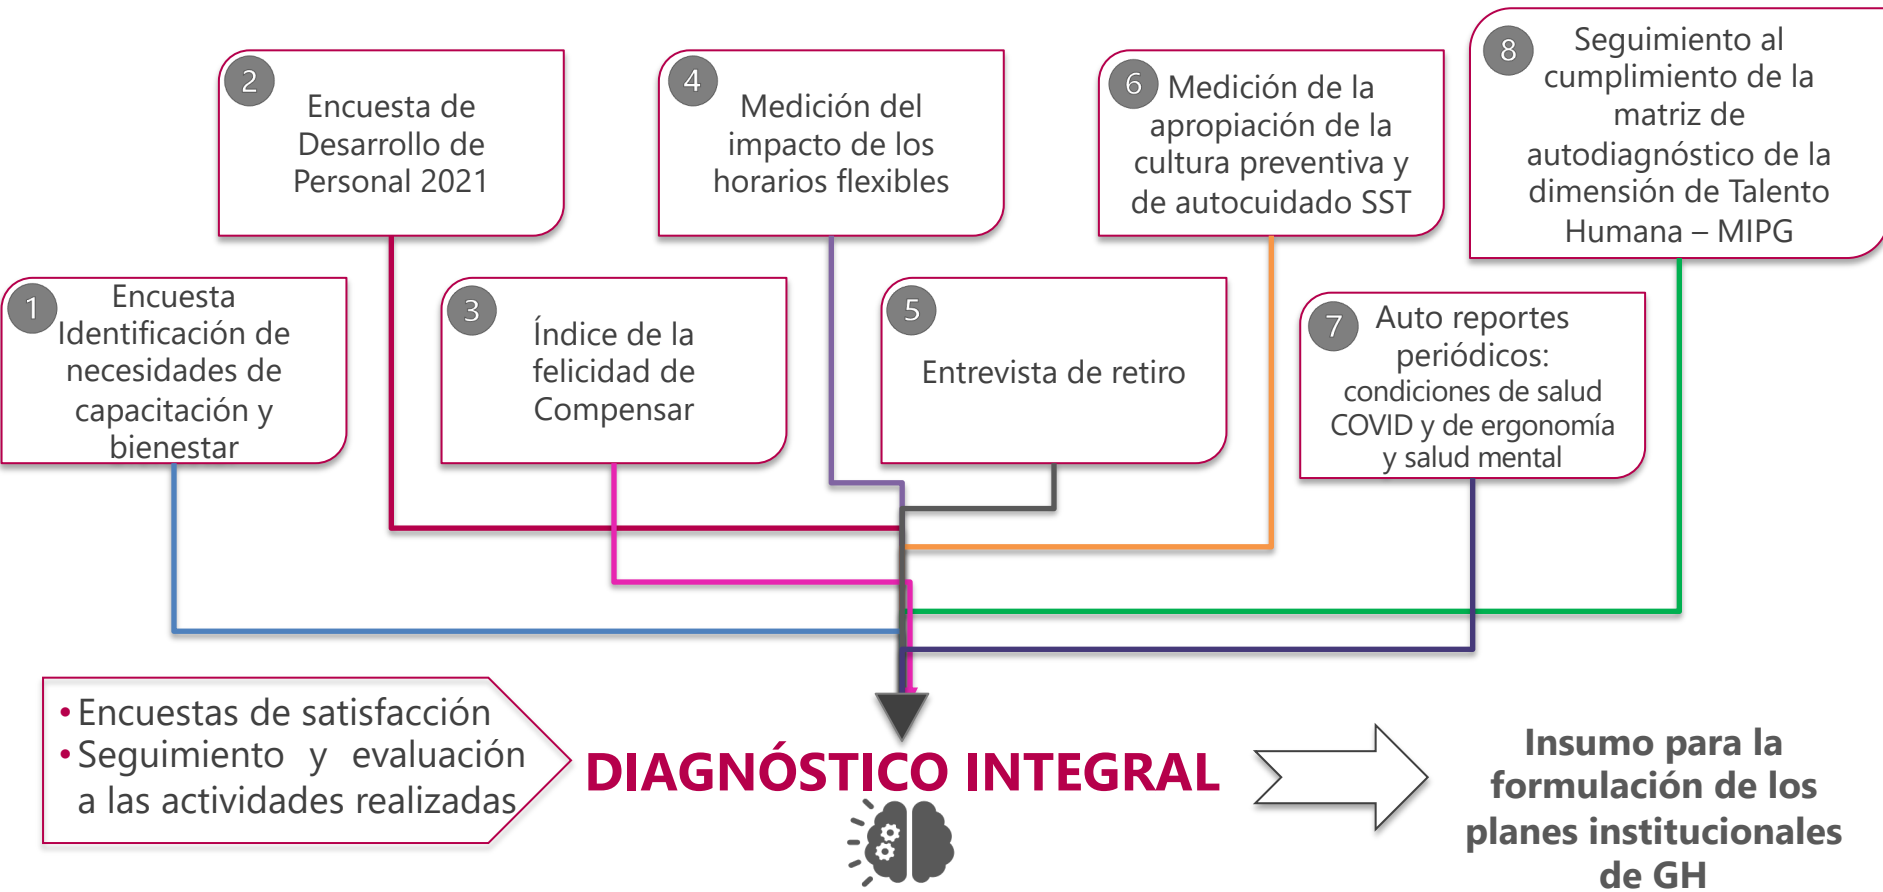 1
Encuesta
Identificación de
necesidades de
capacitación y
bienestar
2
Encuesta de
Desarrollo de
Personal 2021
3
Índice de la
felicidad de
Compensar
4
Medición del
impacto de los
horarios flexibles
5
Entrevista de retiro
6
Medición de la
apropiación de la
cultura preventiva y
de autocuidado SST
7
Auto reportes
periódicos:
condiciones de salud
COVID y de ergonomía
y salud mental
8
Seguimiento al
cumplimiento de la
matriz de
autodiagnóstico de la
dimensión de Talento
Humana – MIPG
• Encuestas de satisfacción
• Seguimiento y evaluación
a las actividades realizadas
DIAGNÓSTICO INTEGRAL
Insumo para la
formulación de los
planes institucionales
de GH